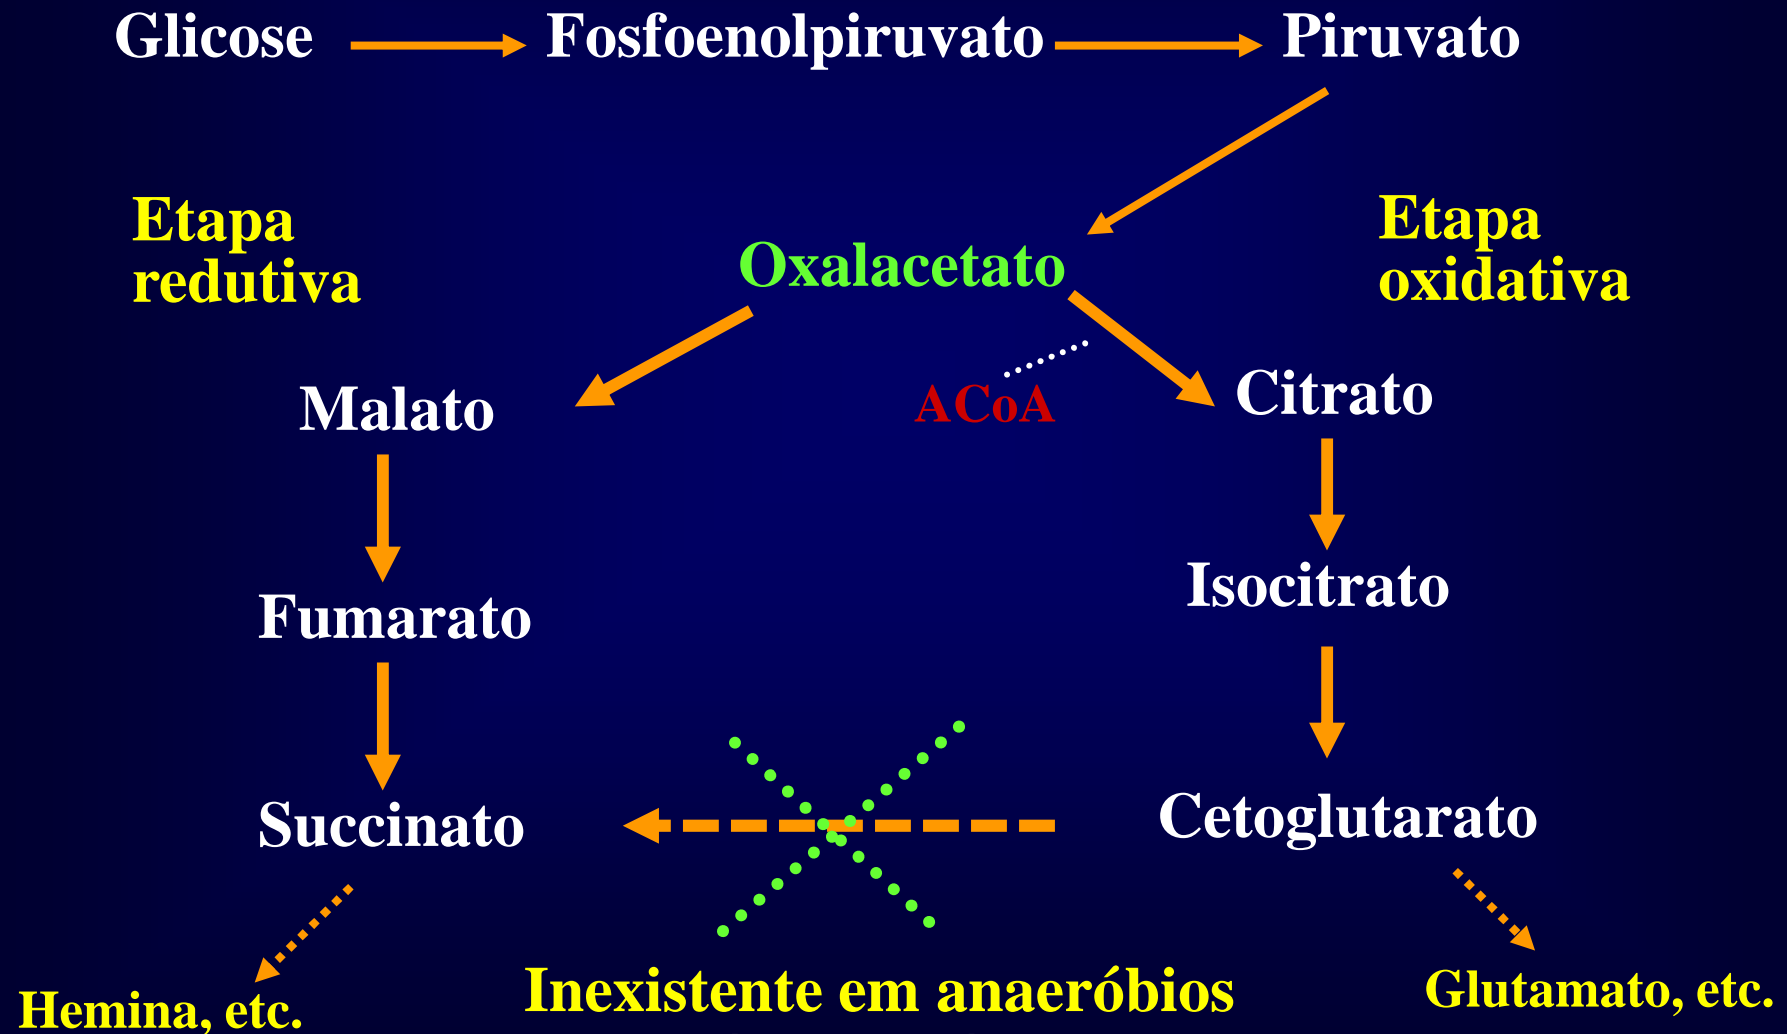 Glicose
Fosfoenolpiruvato
Piruvato
Etapa
redutiva
Oxalacetato
Etapa
oxidativa
Malato
ACoA
Citrato
Fumarato
Isocitrato
Succinato
Cetoglutarato
Hemina, etc.
Inexistente em anaeróbios
Glutamato, etc.